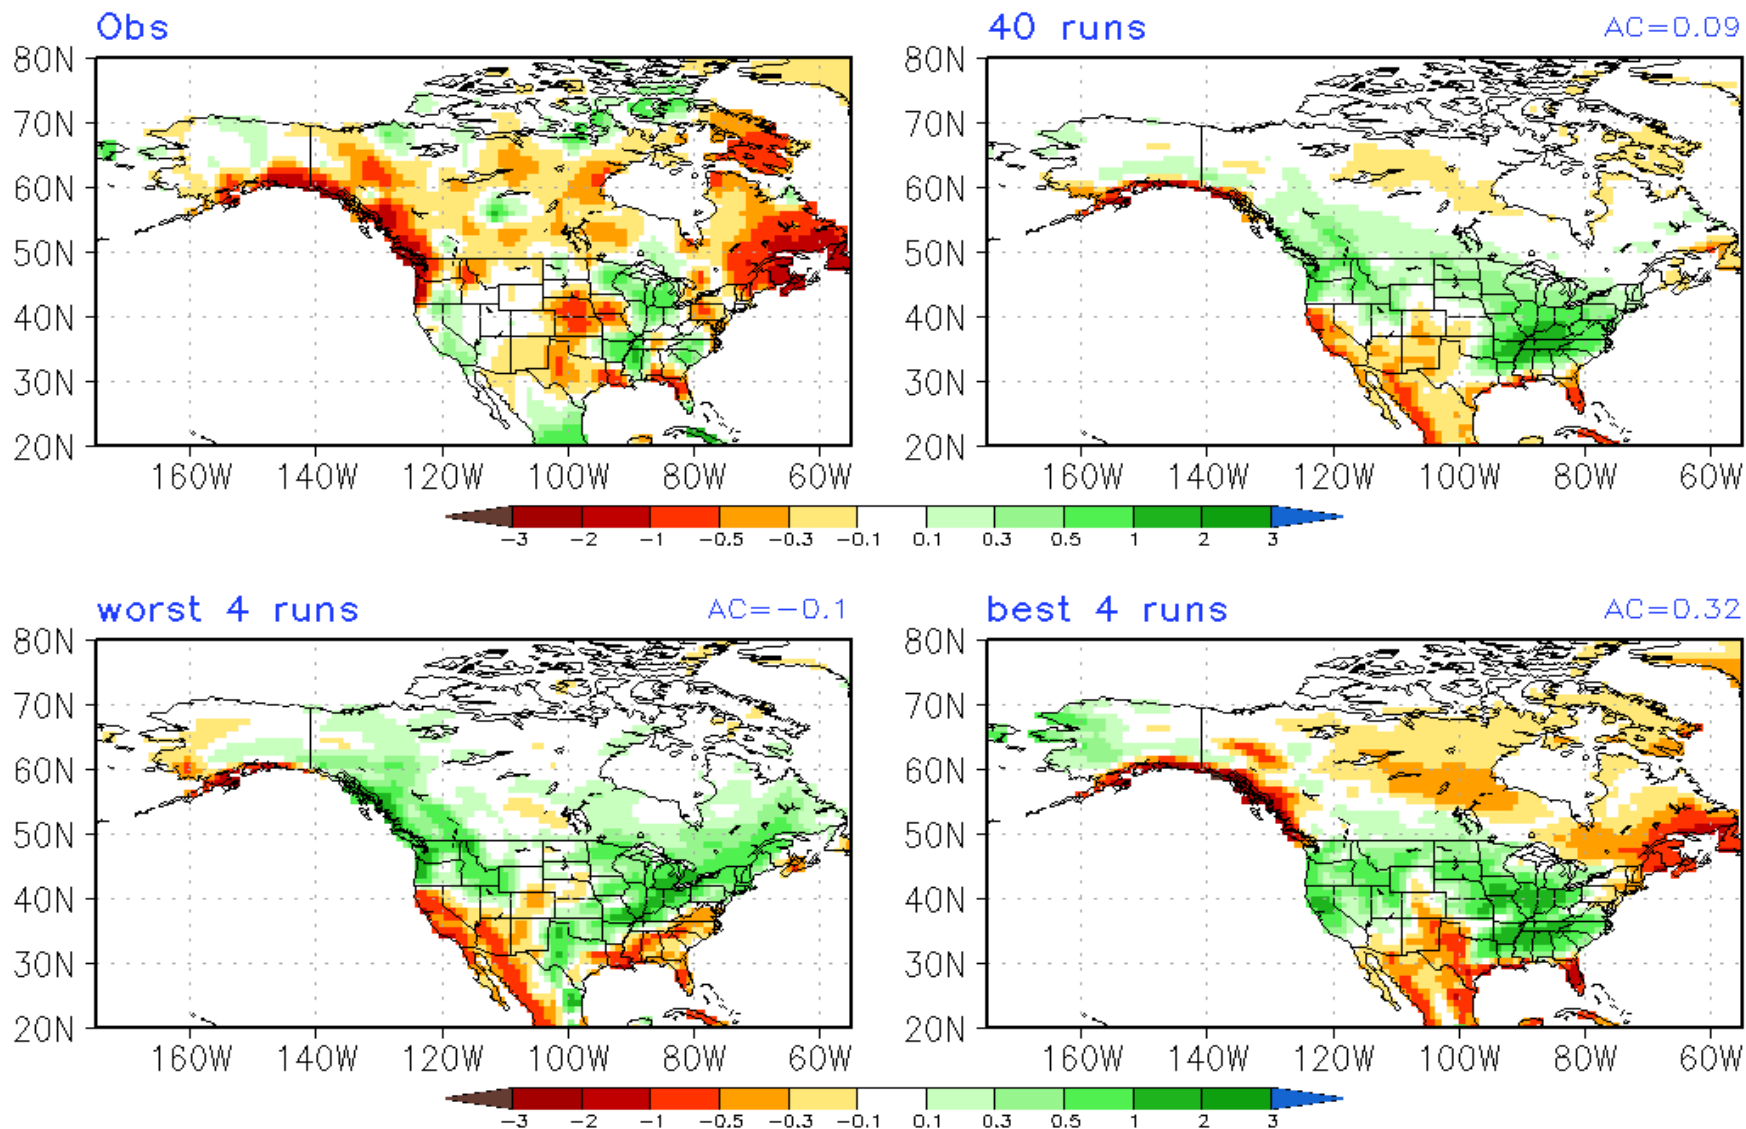 Obs
40 runs
AC=0.09
80N
70N
60N
50N
40N
30N
20N
160W 140W 120W 100W 80W 60W
80N
70N
60N
50N
40N
30N
20N
160W 140W 120W 100W 80W 60W
-3 -2 -1 -0.5 -0.3 -0.1 0.1 0.3 0.5 1 2 3
worst 4 runs
AC=-0.1
best 4 runs
AC=0.32
80N
70N
60N
50N
40N
30N
20N
160W 140W 120W 100W 80W 60W
80N
70N
60N
50N
40N
30N
20N
160W 140W 120W 100W 80W 60W
-3 -2 -1 -0.5 -0.3 -0.1 0.1 0.3 0.5 1 2 3